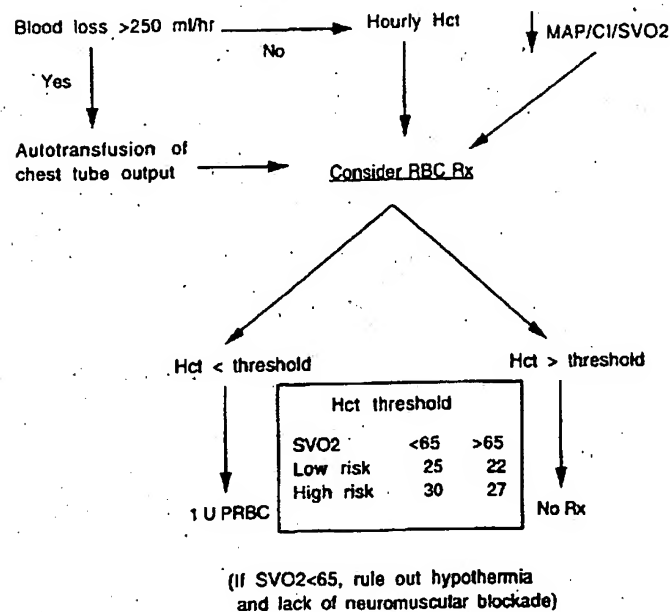 Blood loss >250 ml/hr
No
Hourly Hct
MAP/CI/SVO2
Yes
Autotransfusion of
chest tube output
Consider RBC Rx
Hct < threshold
Hct > threshold
Hct threshold
SVO2 <65 >65
Low risk 25 22
High risk 30 27
1 U PRBC
No Rx
(If SVO2<65, rule out hypothermia
and lack of neuromuscular blockade)